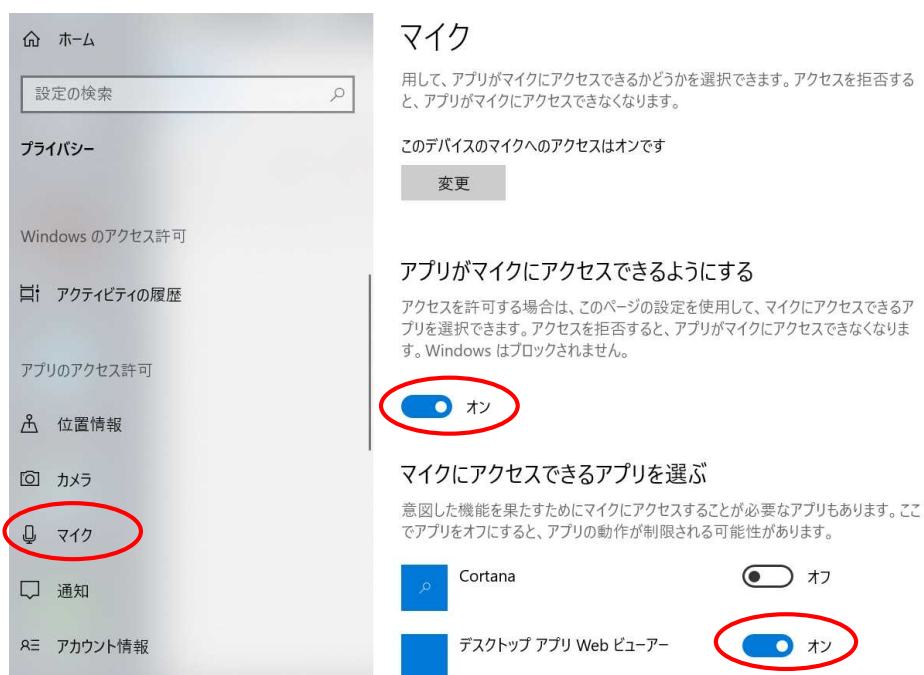 ホーム
設定の検索
プライバシー
Windows のアクセス許可
アクティビティの履歴
アプリのアクセス許可
位置情報
カメラ
マイク
通知
アカウント情報
マイク
用して、アプリがマイクにアクセスできるかどうかを選択できます。アクセスを拒否する
と、アプリがマイクにアクセスできなくなります。
このデバイスのマイクへのアクセスはオンです
変更
アプリがマイクにアクセスできるようにする
アクセスを許可する場合は、このページの設定を使用して、マイクにアクセスできるア
プリを選択できます。アクセスを拒否すると、アプリがマイクにアクセスできなくなりま
す。Windows はブロックされません。
オン
マイクにアクセスできるアプリを選ぶ
意図した機能を果たすためにマイクにアクセスすることが必要なアプリもあります。ここ
でアプリをオフにすると、アプリの動作が制限される可能性があります。
Cortana
オフ
デスクトップ アプリ Web ビューアー
オン